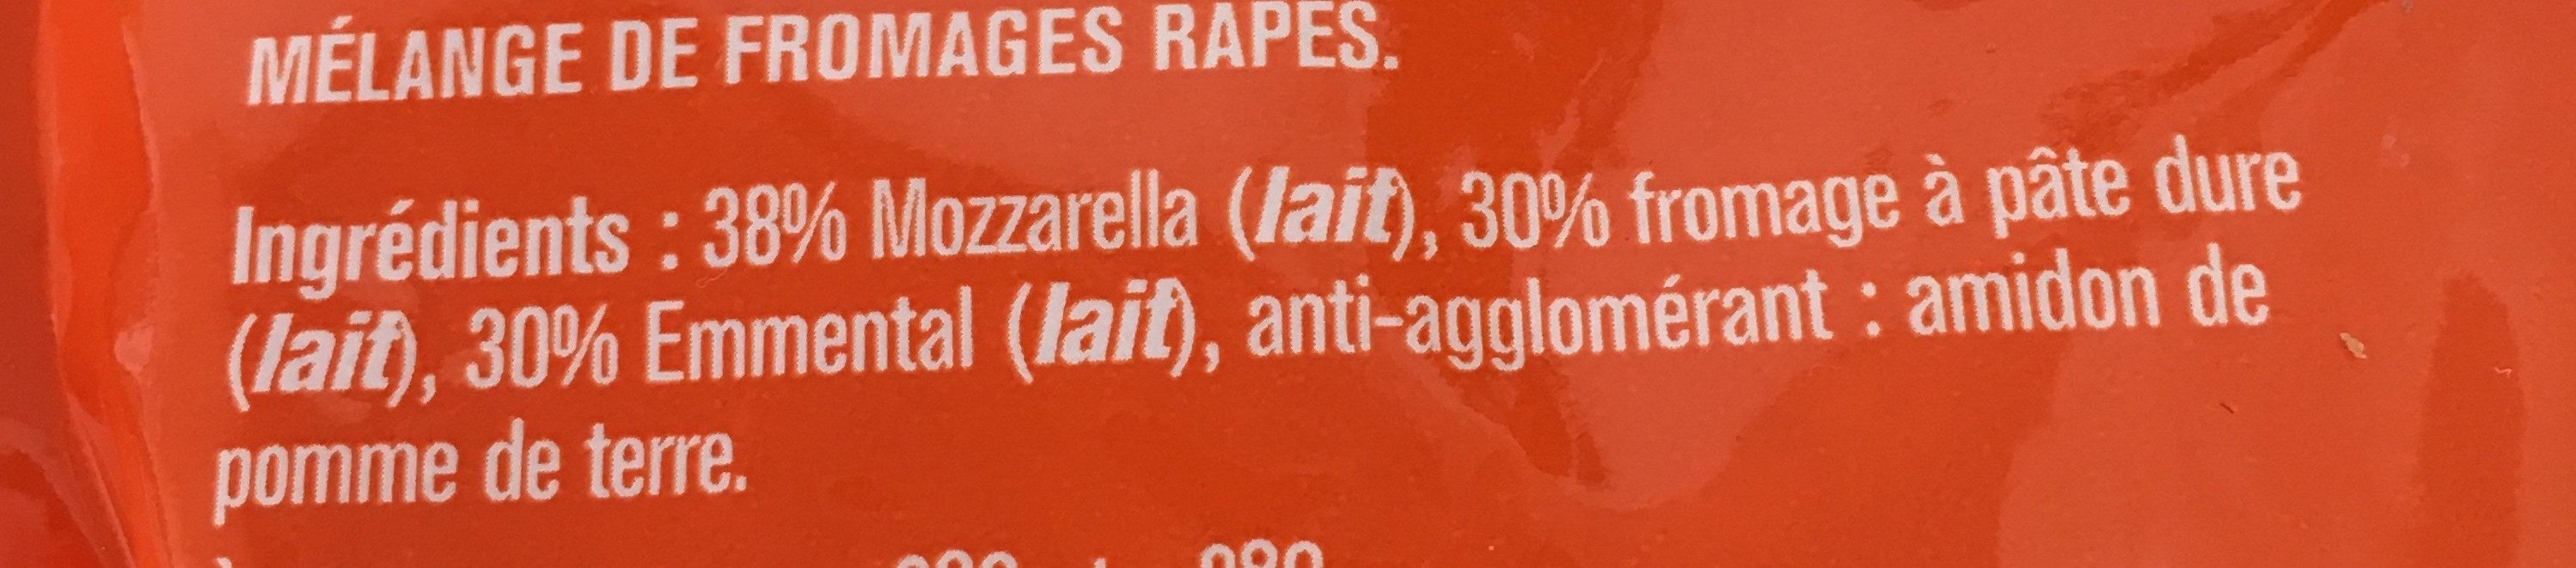 MÉLANGE DE FROMAGES RAPES.
Ingrédients : 38% Mozzarella (lait), 30% fromage à pâte dure
(lait), 30% Emmental (lait), anti-agglomérant : amidon de
pomme de terre.